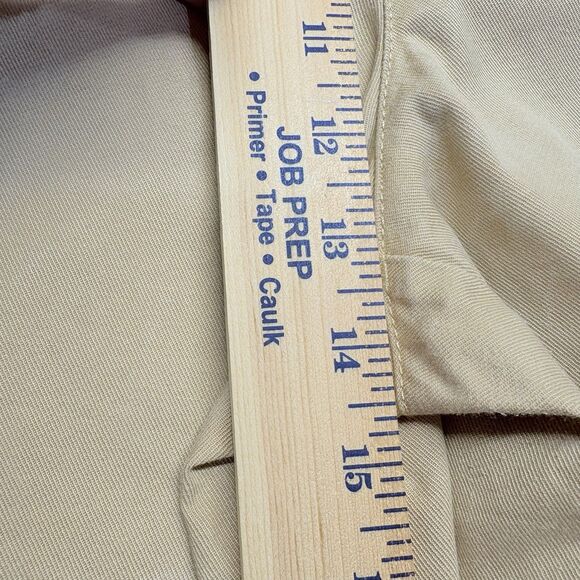 JOB PREP
• Primer • Tape • Caulk
11
12
13
14
15